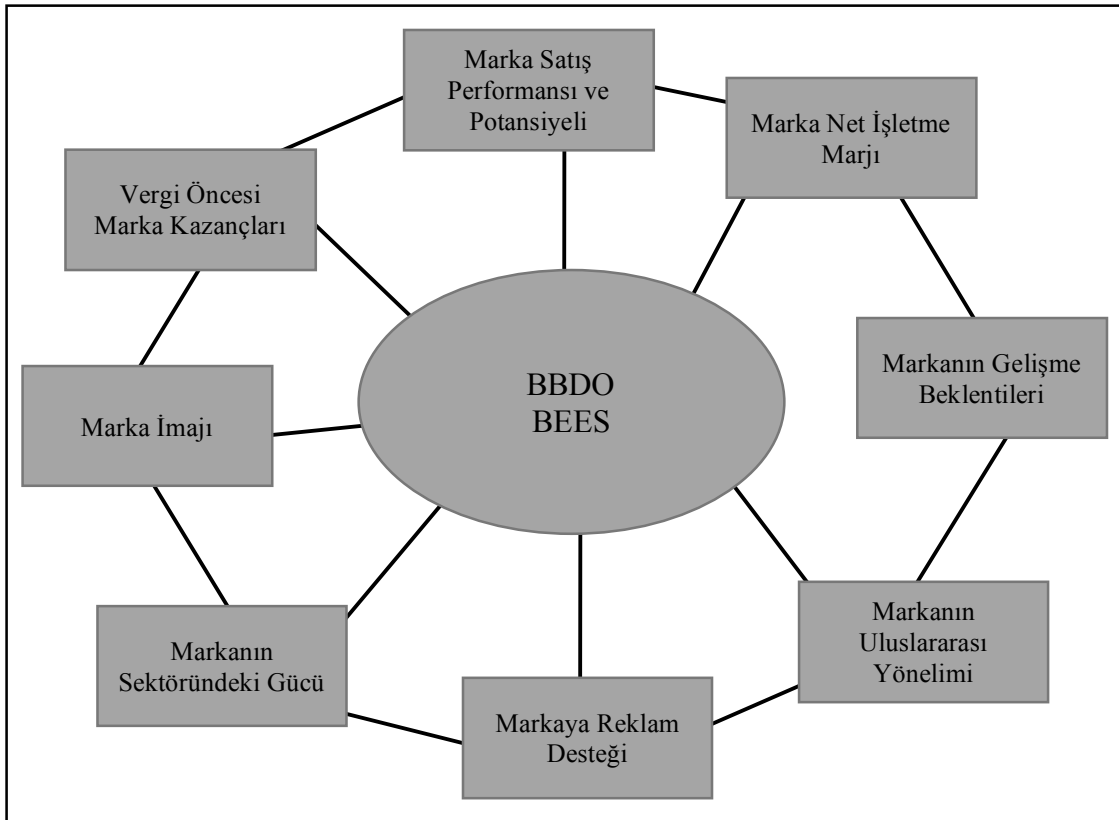 Marka Satış
Performansı ve
Potansiyeli
Marka Net İşletme
Marjı
Vergi Öncesi
Marka Kazançları
Markanın Gelişme
Beklentileri
BBDO
BEES
Marka İmajı
Markanın
Uluslararası
Yönelimi
Markanın
Sektöründeki Gücü
Markaya Reklam
Desteği